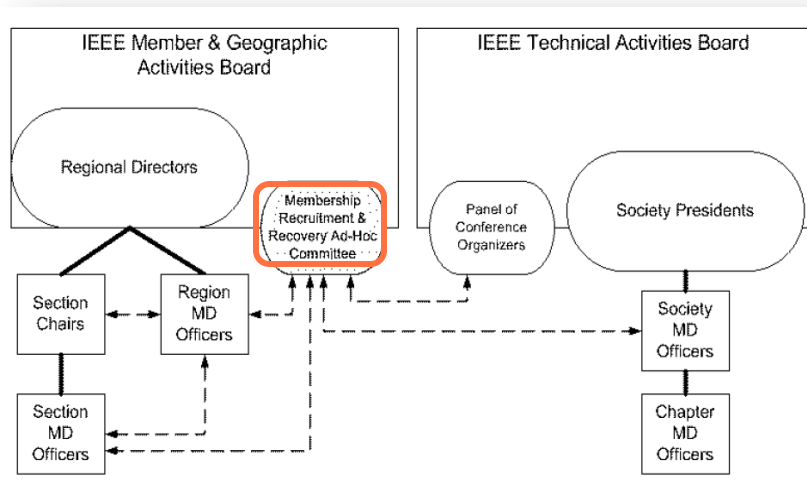 IEEE Member & Geographic
Activities Board
IEEE Technical Activities Board
Regional Directors
Membership
Recruitment &
Recovery Ad-Hoc
Committee
Panel of
Conference
Organizers
Society Presidents
Section
Chairs
Region
MD
Officers
Society
MD
Officers
Section
MD
Officers
Chapter
MD
Officers